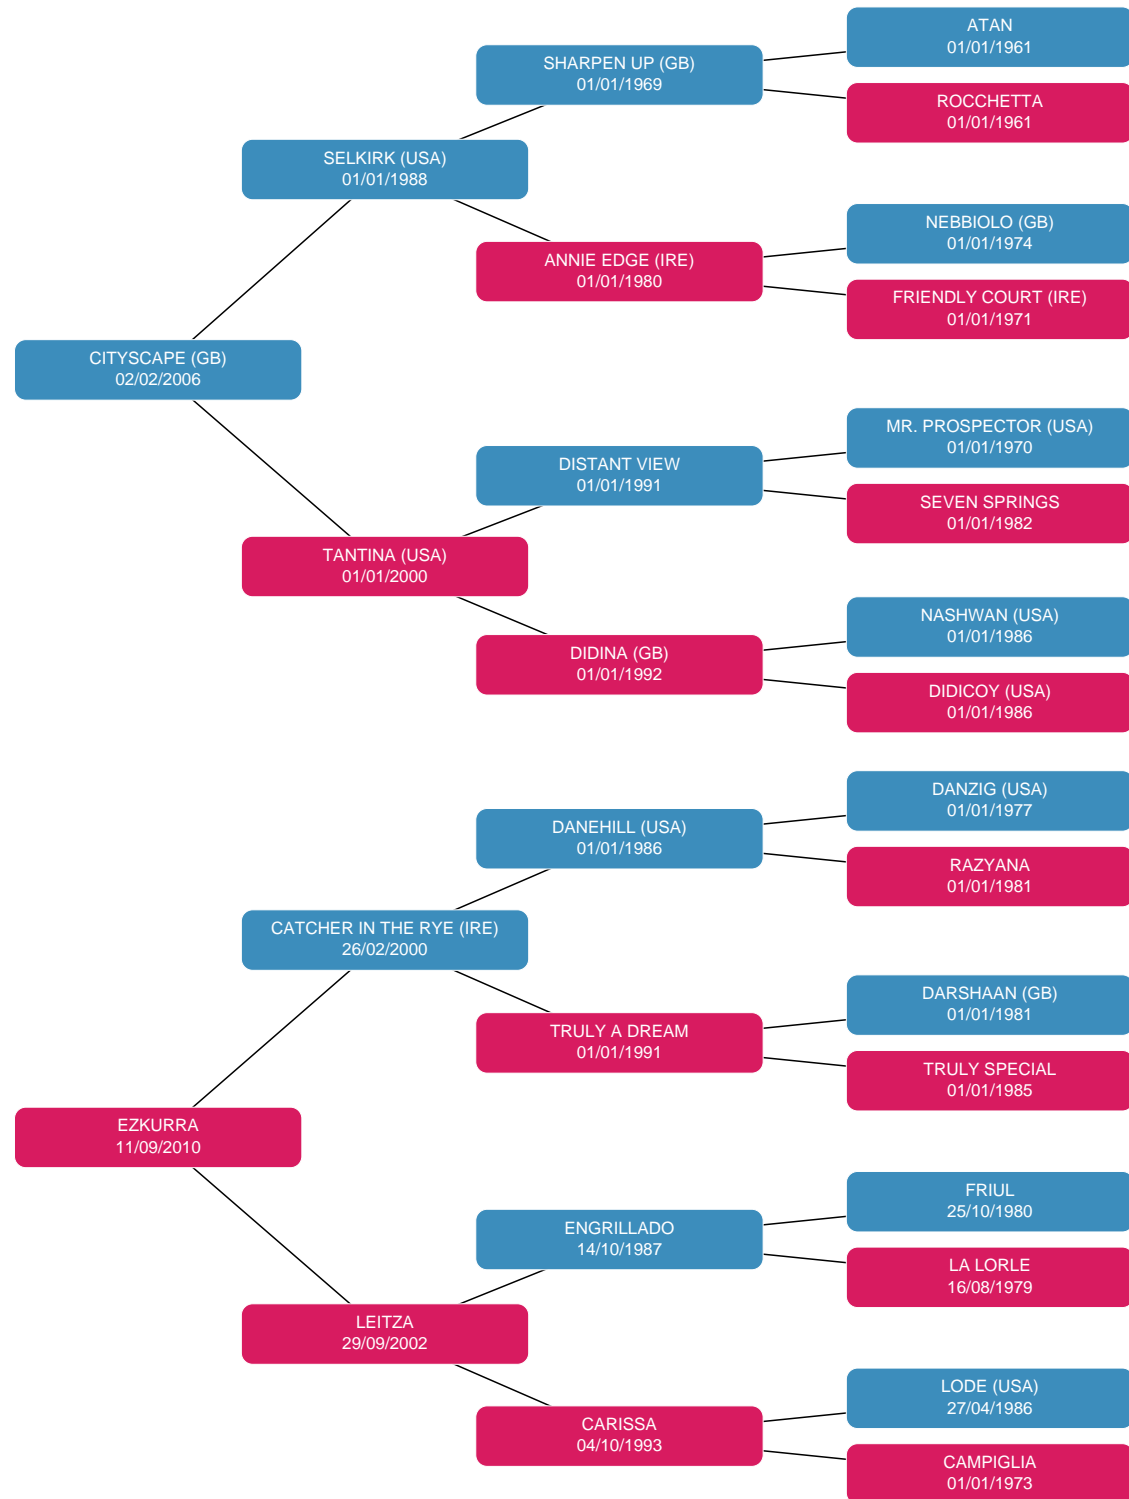 ATAN
01/01/1961
SHARPEN UP (GB)
01/01/1969
ROCCHETTA
01/01/1961
SELKIRK (USA)
01/01/1988
NEBBIOLO (GB)
01/01/1974
ANNIE EDGE (IRE)
01/01/1980
FRIENDLY COURT (IRE)
01/01/1971
CITYSCAPE (GB)
02/02/2006
MR. PROSPECTOR (USA)
01/01/1970
DISTANT VIEW
01/01/1991
SEVEN SPRINGS
01/01/1982
TANTINA (USA)
01/01/2000
NASHWAN (USA)
01/01/1986
DIDINA (GB)
01/01/1992
DIDICOY (USA)
01/01/1986
DANZIG (USA)
01/01/1977
DANEHILL (USA)
01/01/1986
RAZYANA
01/01/1981
CATCHER IN THE RYE (IRE)
26/02/2000
DARSHAAN (GB)
01/01/1981
TRULY A DREAM
01/01/1991
TRULY SPECIAL
01/01/1985
EZKURRA
11/09/2010
FRIUL
25/10/1980
ENGRILLADO
14/10/1987
LA LORLE
16/08/1979
LEITZA
29/09/2002
LODE (USA)
27/04/1986
CARISSA
04/10/1993
CAMPIGLIA
01/01/1973